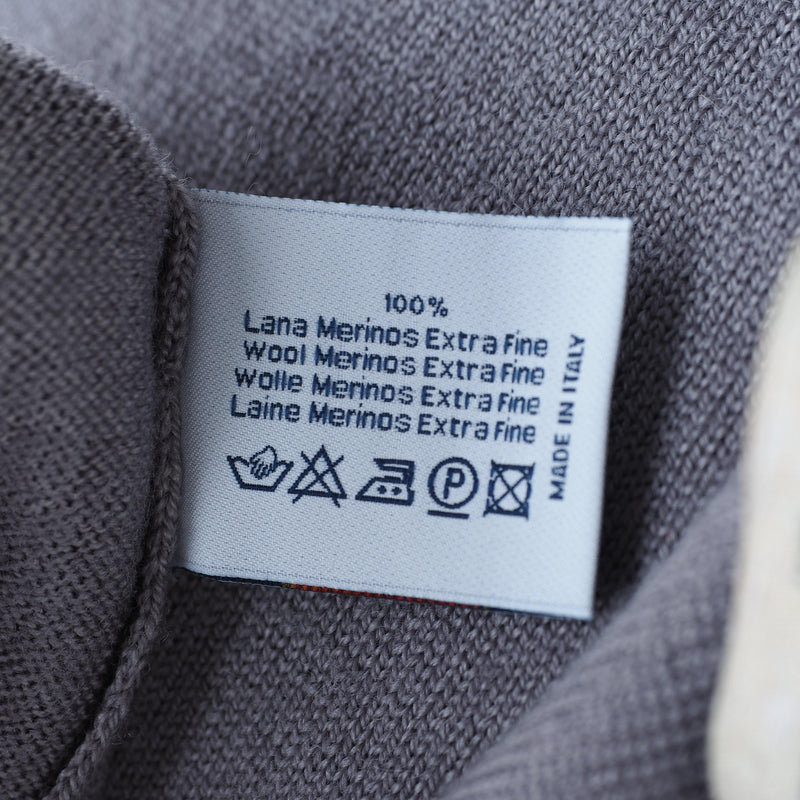 100%
Lana Merinos Extra Fine
Wool Merinos Extra Fine
Wolle Merinos Extra Fine
Laine Merinos Extra Fine
P
MADE IN ITALY